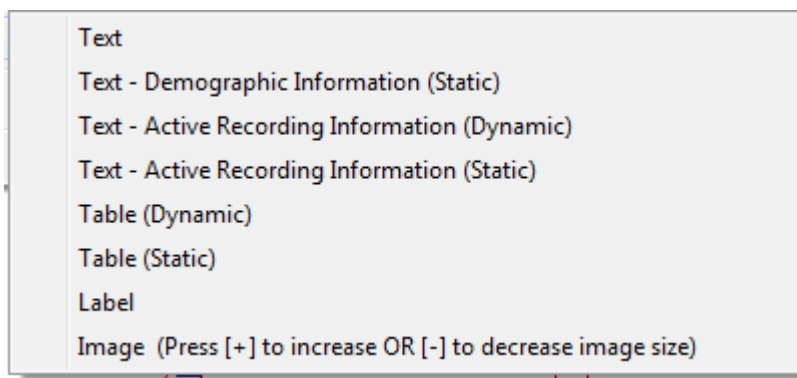 Text
Text - Demographic Information (Static)
Text - Active Recording Information (Dynamic)
Text - Active Recording Information (Static)
Table (Dynamic)
Table (Static)
Label
Image  (Press [+] to increase OR [-] to decrease image size)